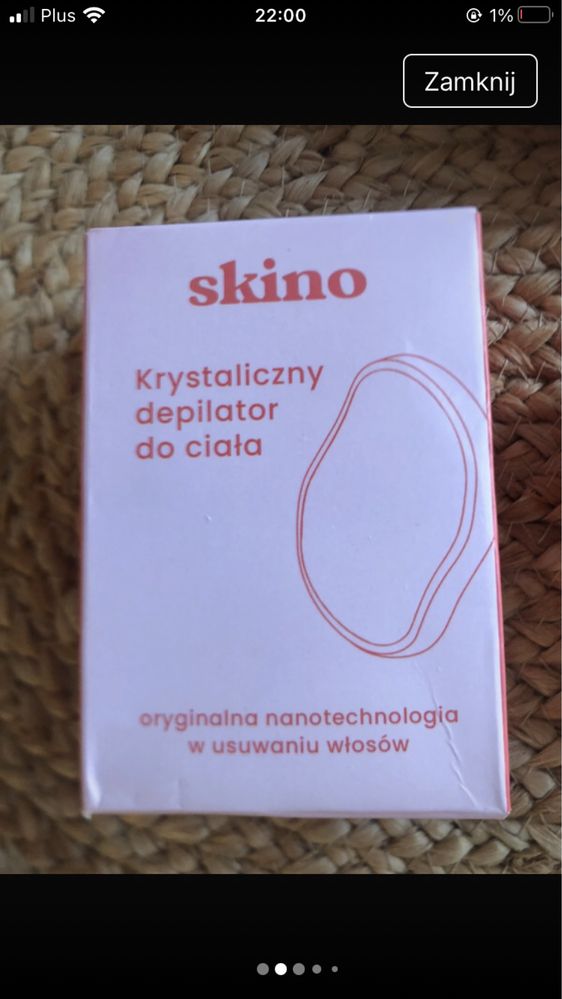 Plus 22:00 1%
Zamknij
skino
Krystaliczny
depilator
do ciała
oryginalna nanotechnologia
w usuwaniu włosów